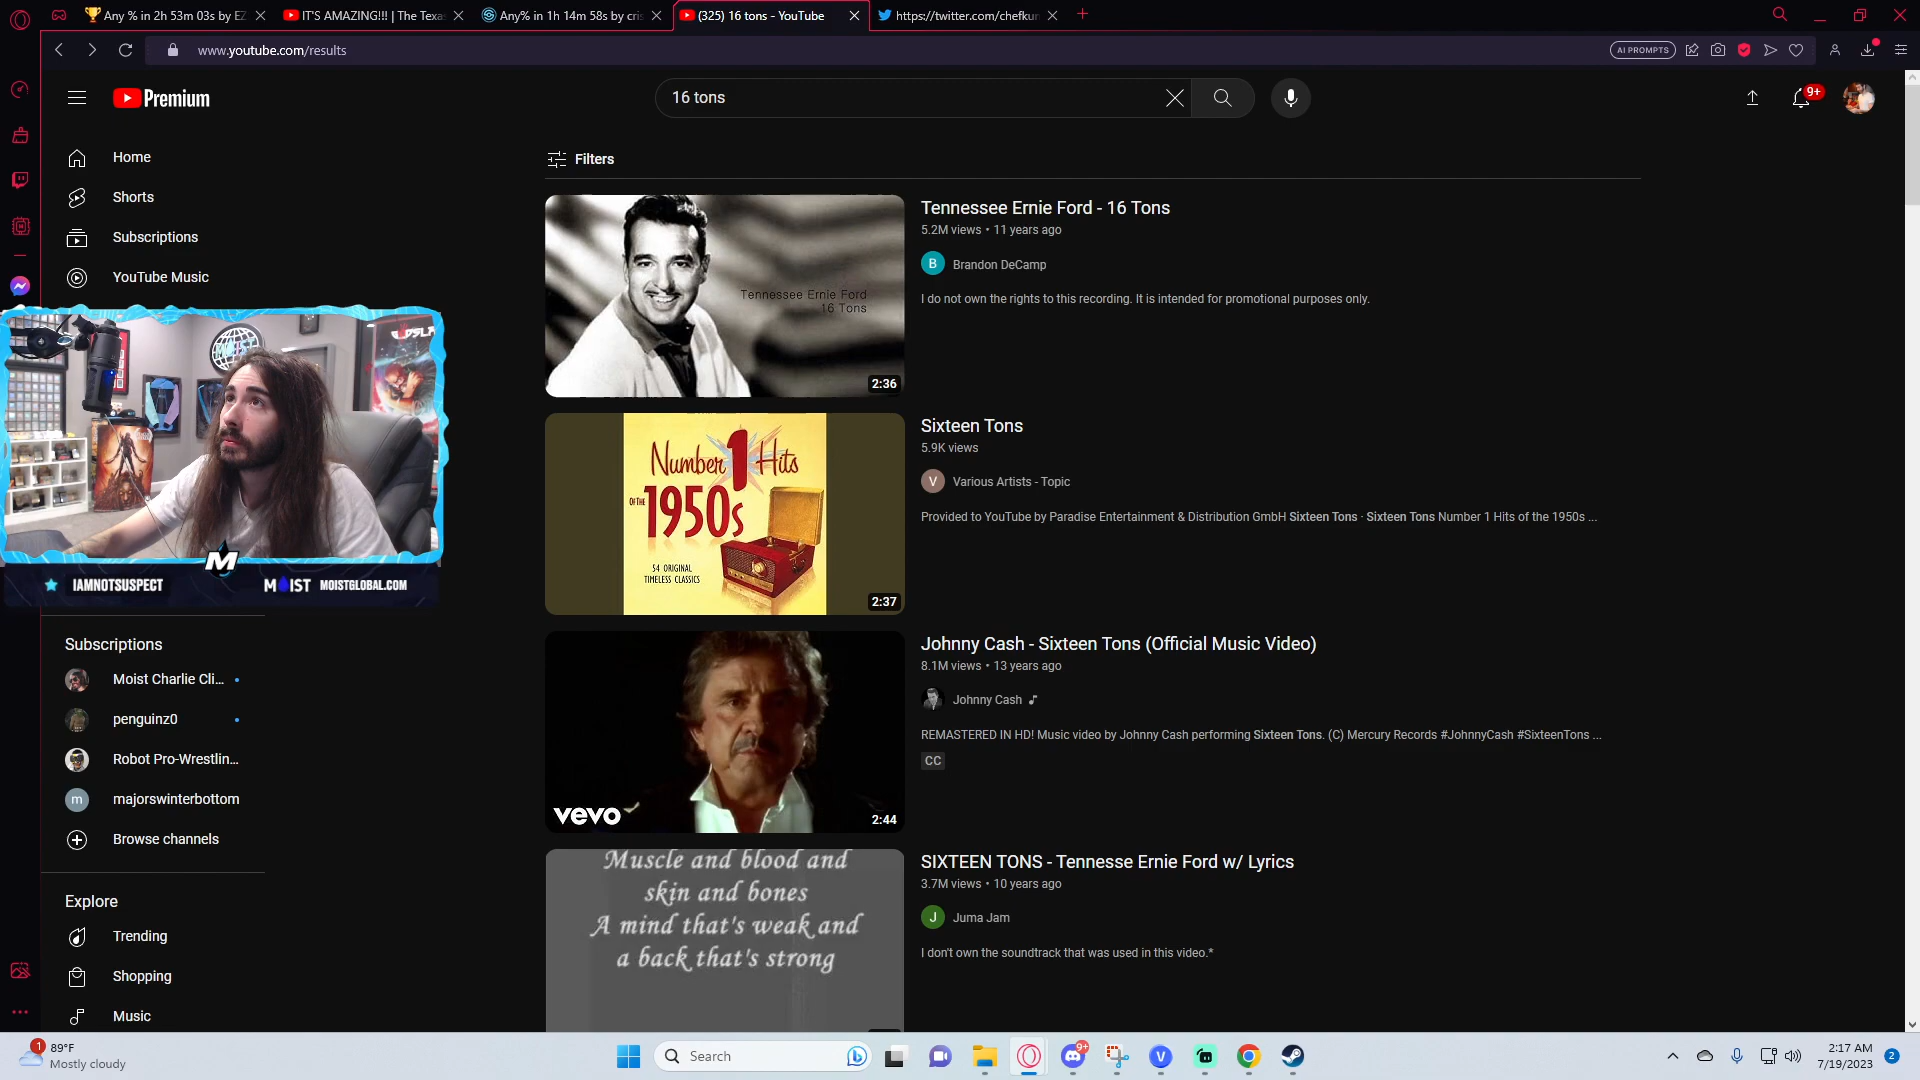 Any % in 2h 53m 03s by EZ
IT'S AMAZING!!! | The Texa
Any% in 1h 14m 58s by cris
(325) 16 tons - YouTube
https://twitter.com/chefkun
www.youtube.com/results
AI PROMPTS
Premium
16 tons
9+
Home
Shorts
Subscriptions
YouTube Music
Filters
Tennessee Ernie Ford
16 Tons
2:36
Tennessee Ernie Ford - 16 Tons
5.2M views • 11 years ago
B
Brandon DeCamp
I do not own the rights to this recording. It is intended for promotional purposes only.
MOIST
M
IAMNOTSUSPECT
MOIST
MOISTGLOBAL.COM
Number 1 Hits
OF THE 1950s
54 ORIGINAL
TIMELESS CLASSICS
2:37
Sixteen Tons
5.9K views
V
Various Artists - Topic
Provided to YouTube by Paradise Entertainment & Distribution GmbH Sixteen Tons · Sixteen Tons Number 1 Hits of the 1950s ...
Subscriptions
Moist Charlie Cli...
penguinz0
Robot Pro-Wrestlin...
m
majorswinterbottom
Browse channels
vevo
2:44
Johnny Cash - Sixteen Tons (Official Music Video)
8.1M views • 13 years ago
Johnny Cash
REMASTERED IN HD! Music video by Johnny Cash performing Sixteen Tons. (C) Mercury Records #JohnnyCash #SixteenTons ...
CC
Explore
Trending
Shopping
Music
Muscle and blood and
skin and bones
A mind that's weak and
a back that's strong
SIXTEEN TONS - Tennesse Ernie Ford w/ Lyrics
3.7M views • 10 years ago
J
Juma Jam
I don't own the soundtrack that was used in this video.*
1
89°F
Mostly cloudy
Search
9+
V
2:17 AM
7/19/2023
2